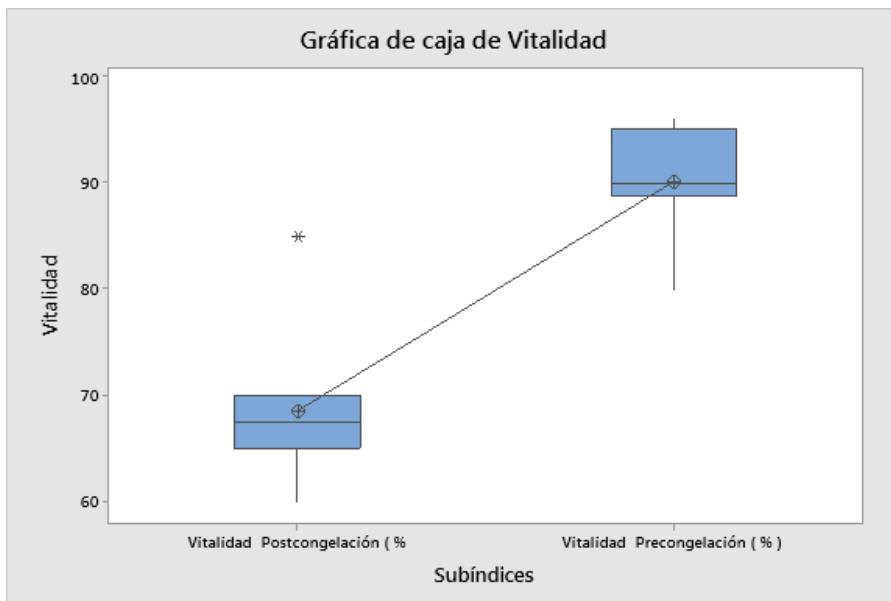 Gráfica de caja de Vitalidad
100
90
80
70
60
Vitalidad
Vitalidad Postcongelación ( %
Vitalidad Precongelación ( % )
Subíndices